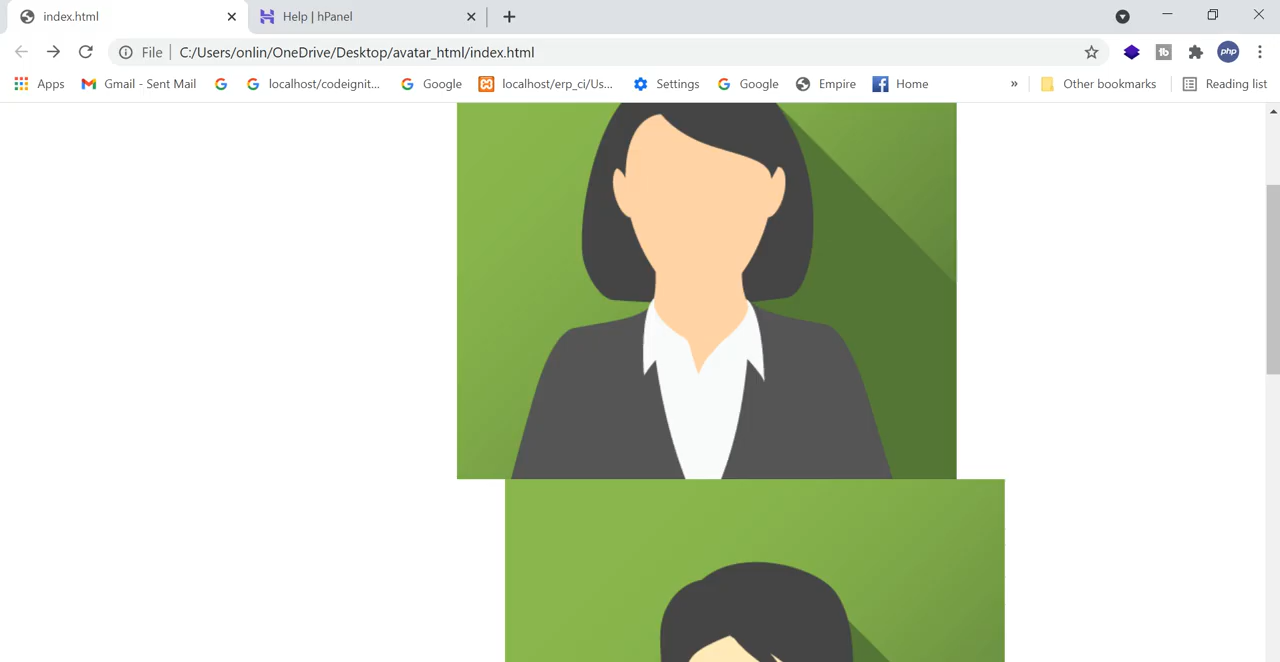 index.html
Help | hPanel
File
C:/Users/onlin/OneDrive/Desktop/avatar_html/index.html
fb
php
Apps
Gmail - Sent Mail
localhost/codeignit...
Google
localhost/erp_ci/Us...
Settings
Google
Empire
Home
»
Other bookmarks
Reading list